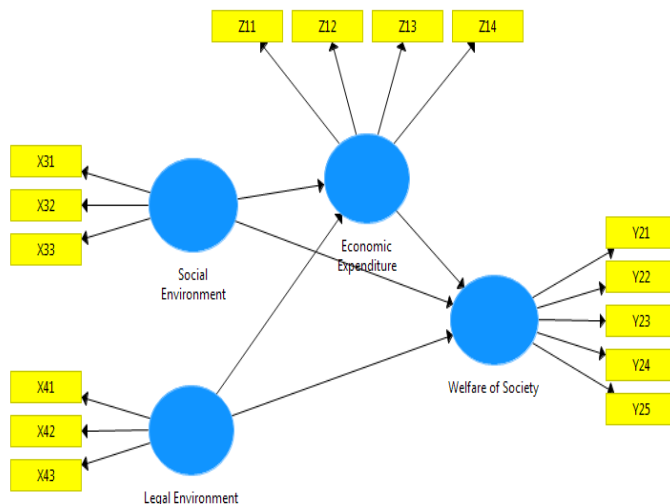 Z11
Z12
Z13
Z14
X31
X32
X33
Social
Environment
Economic
Expenditure
Y21
Y22
Y23
Y24
Y25
Welfare of Society
X41
X42
X43
Legal Environment